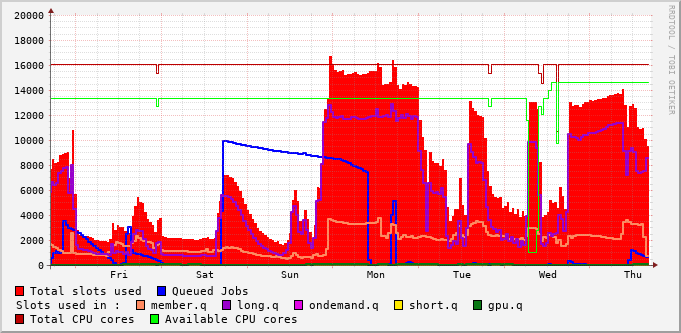 20000
18000
16000
14000
12000
10000
8000
6000
4000
2000
0
Fri Sat Sun Mon Tue Wed Thu
RRDTOOL / TOBI OETIKER
Total slots used Queued Jobs
Slots used in : member.q long.q ondemand.q short.q gpu.q
Total CPU cores Available CPU cores